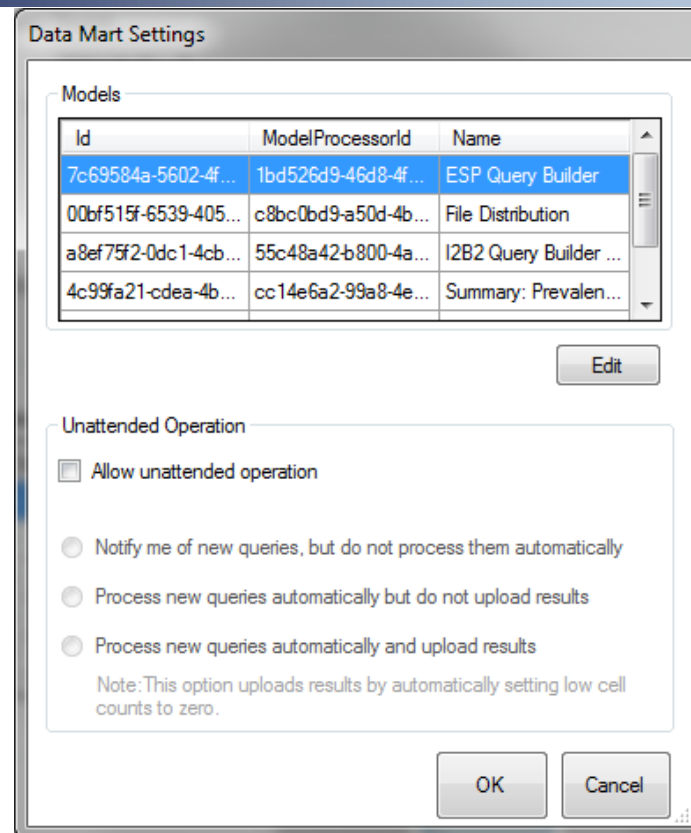 Data Mart Settings
Models
Id ModelProcessorId Name
7c69584a-5602-4f... 1bd526d9-46d8-4f... ESP Query Builder
00bf515f-6539-405... c8bc0bd9-a50d-4b... File Distribution
a8ef75f2-0dc1-4cb... 55c48a42-b800-4a... I2B2 Query Builder ...
4c99fa21-cdea-4b... cc14e6a2-99a8-4e... Summary: Prevalen...
Edit
Unattended Operation
Allow unattended operation
Notify me of new queries, but do not process them automatically
Process new queries automatically but do not upload results
Process new queries automatically and upload results
Note:This option uploads results by automatically setting low cell
counts to zero.
OK Cancel